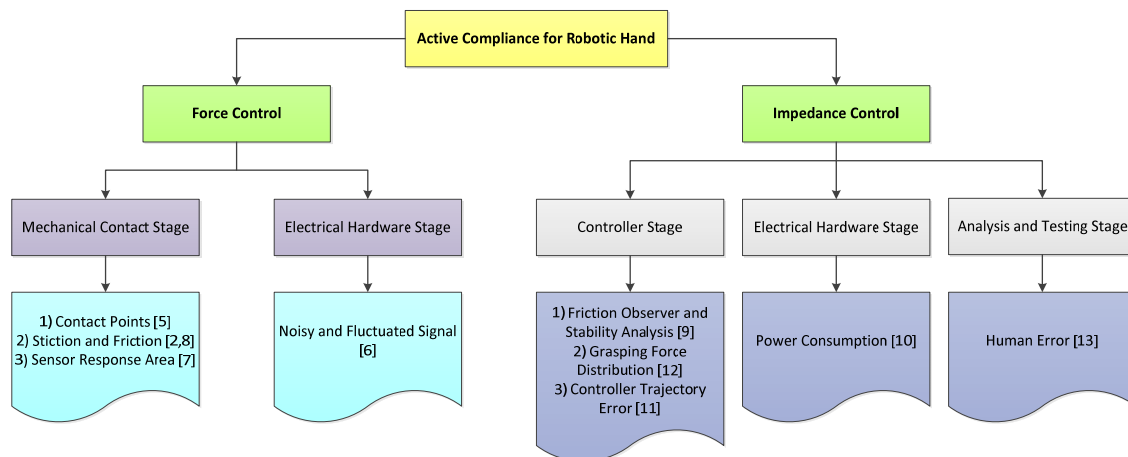 Active Compliance for Robotic Hand
Force Control
Impedance Control
Mechanical Contact Stage
Electrical Hardware Stage
Controller Stage
Electrical Hardware Stage
Analysis and Testing Stage
1) Contact Points [5]
2) Stiction and Friction [2,8]
3) Sensor Response Area [7]
Noisy and Fluctuated Signal
[6]
1) Friction Observer and
Stability Analysis [9]
2) Grasping Force
Distribution [12]
3) Controller Trajectory
Error [11]
Power Consumption [10]
Human Error [13]